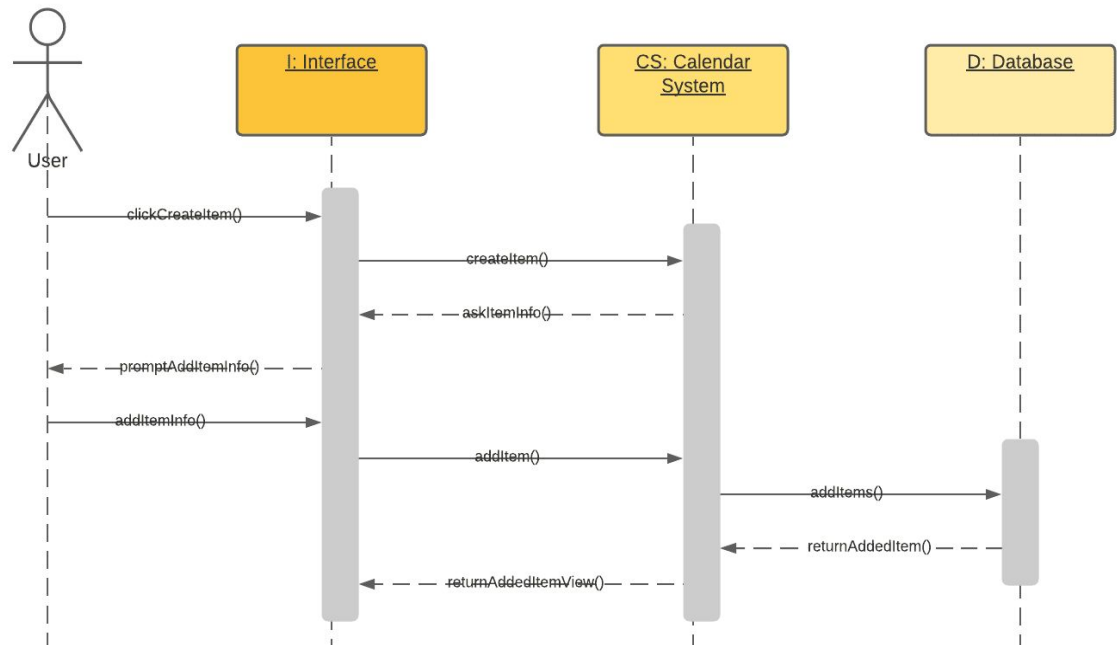 I: Interface
CS: Calendar
System
D: Database
User
clickCreateItem()
createItem()
askItemInfo()
promptAddItemInfo()
addItemInfo()
addItem()
addItems()
returnAddedItem()
returnAddedItemView()